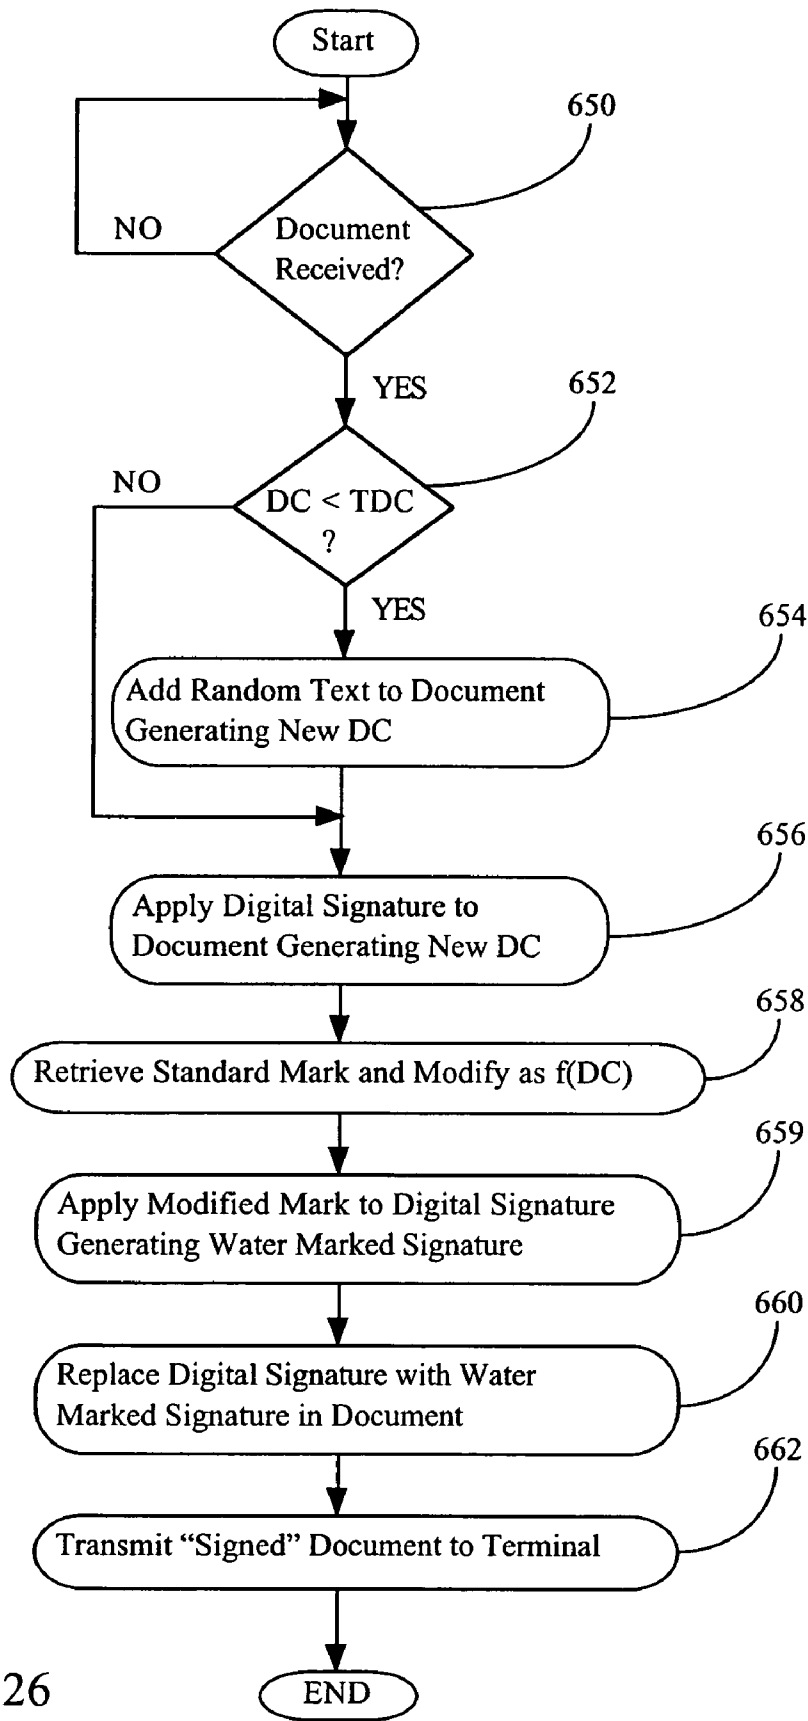 Start
650
NO
Document
Received?
YES
652
NO
DC < TDC
?
YES
654
Add Random Text to Document
Generating New DC
656
Apply Digital Signature to
Document Generating New DC
658
Retrieve Standard Mark and Modify as f(DC)
659
Apply Modified Mark to Digital Signature
Generating Water Marked Signature
660
Replace Digital Signature with Water
Marked Signature in Document
662
Transmit “Signed” Document to Terminal
26
END